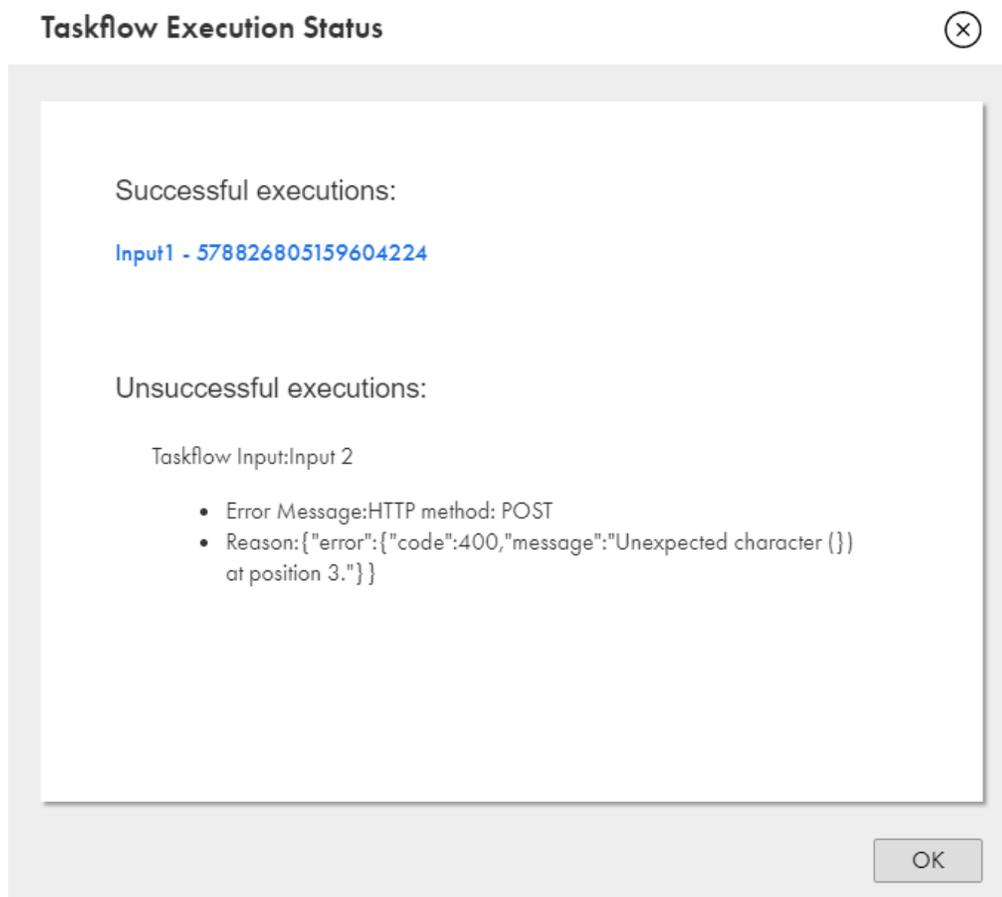 Taskflow Execution Status
Successful executions:
Input1 - 578826805159604224
Unsuccessful executions:
Taskflow Input:Input 2
• Error Message:HTTP method: POST
• Reason:{"error":{"code":400,"message":"Unexpected character (})
at position 3."}}
OK